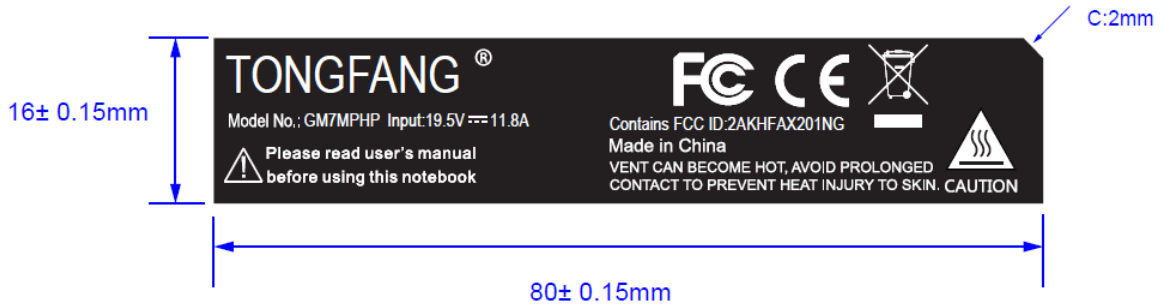 C:2mm
TONGFANG ®
16± 0.15mm
Model No.: GM7MPHP Input:19.5V⎓11.8A
Please read user's manual
before using this notebook
FC CE
Contains FCC ID:2AKHFAX201NG
Made in China
VENT CAN BECOME HOT, AVOID PROLONGED
CONTACT TO PREVENT HEAT INJURY TO SKIN.
CAUTION
80± 0.15mm